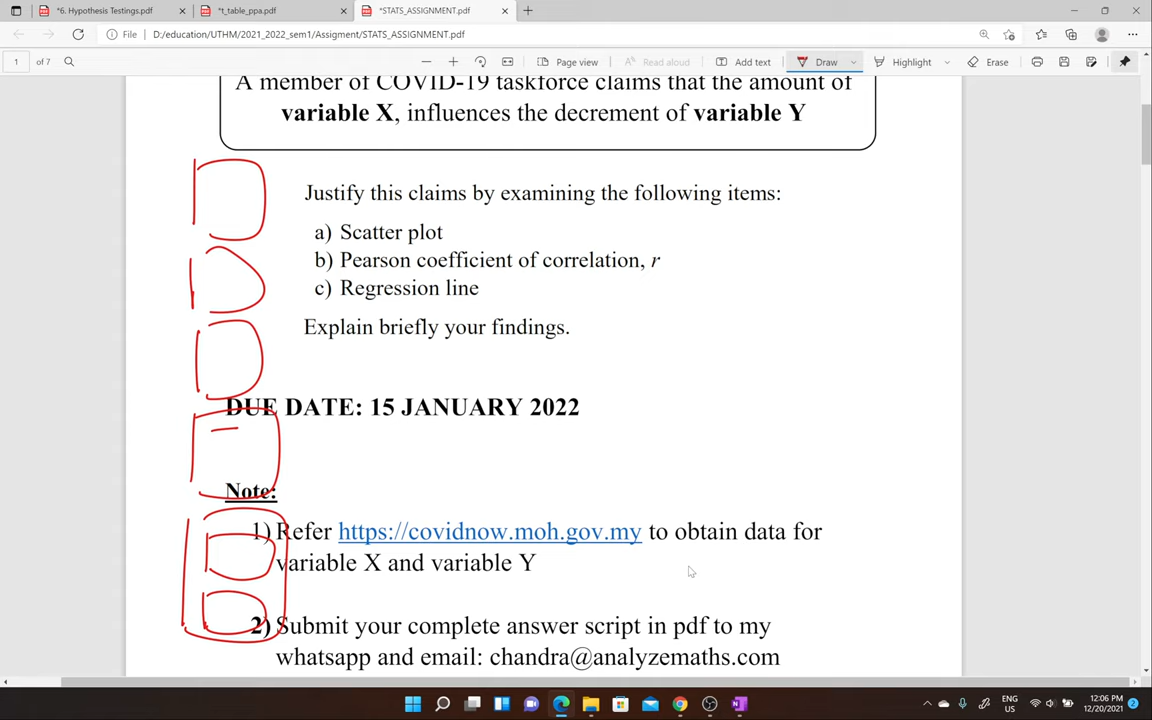 *6. Hypothesis Testings.pdf
*t_table_ppa.pdf
*STATS_ASSIGNMENT.pdf
File
D:/education/UTHM/2021_2022_sem1/Assigment/STATS_ASSIGNMENT.pdf
1 of 7
Page view
Read aloud
Add text
Draw
Highlight
Erase
A member of COVID-19 taskforce claims that the amount of
variable X, influences the decrement of variable Y
Justify this claims by examining the following items:
a) Scatter plot
b) Pearson coefficient of correlation, r
c) Regression line
Explain briefly your findings.
DUE DATE: 15 JANUARY 2022
Note:
1) Refer https://covidnow.moh.gov.my to obtain data for
variable X and variable Y
2) Submit your complete answer script in pdf to my
whatsapp and email: chandra@analyzemaths.com
ENG
US
12:06 PM
12/20/2021
2